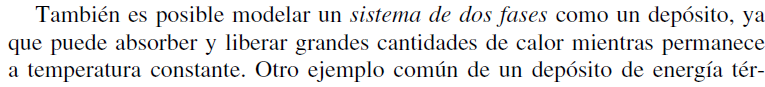 También es posible modelar un sistema de dos fases como un depósito, ya
que puede absorber y liberar grandes cantidades de calor mientras permanece
a temperatura constante. Otro ejemplo común de un depósito de energía tér-